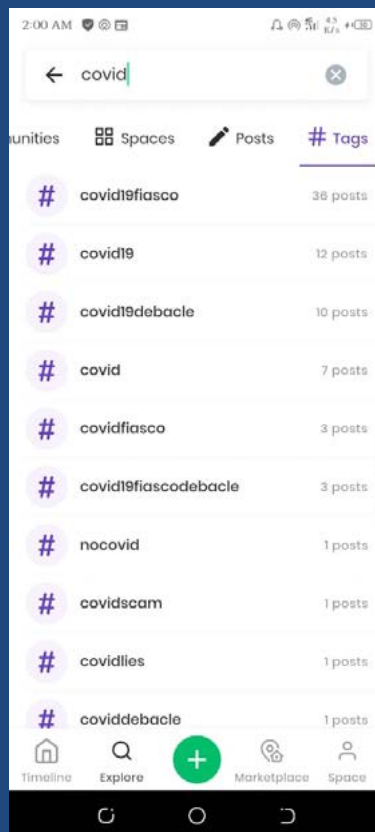 2:00 AM
covid
unities Spaces Posts # Tags
# covid19fiasco 36 posts
# covid19 12 posts
# covid19debacle 10 posts
# covid 7 posts
# covidfiasco 3 posts
# covid19fiascodebacle 3 posts
# nocovid 1 posts
# covidscam 1 posts
# covidlies 1 posts
# coviddebacle 1 posts
Timeline Explore Marketplace Space